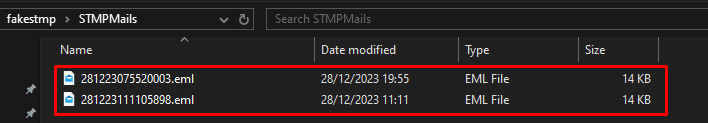 fakestmp STMPMails Search STMPMails
Name Date modified Type Size
281223075520003.eml 28/12/2023 19:55 EML File 14 KB
281223111105898.eml 28/12/2023 11:11 EML File 14 KB